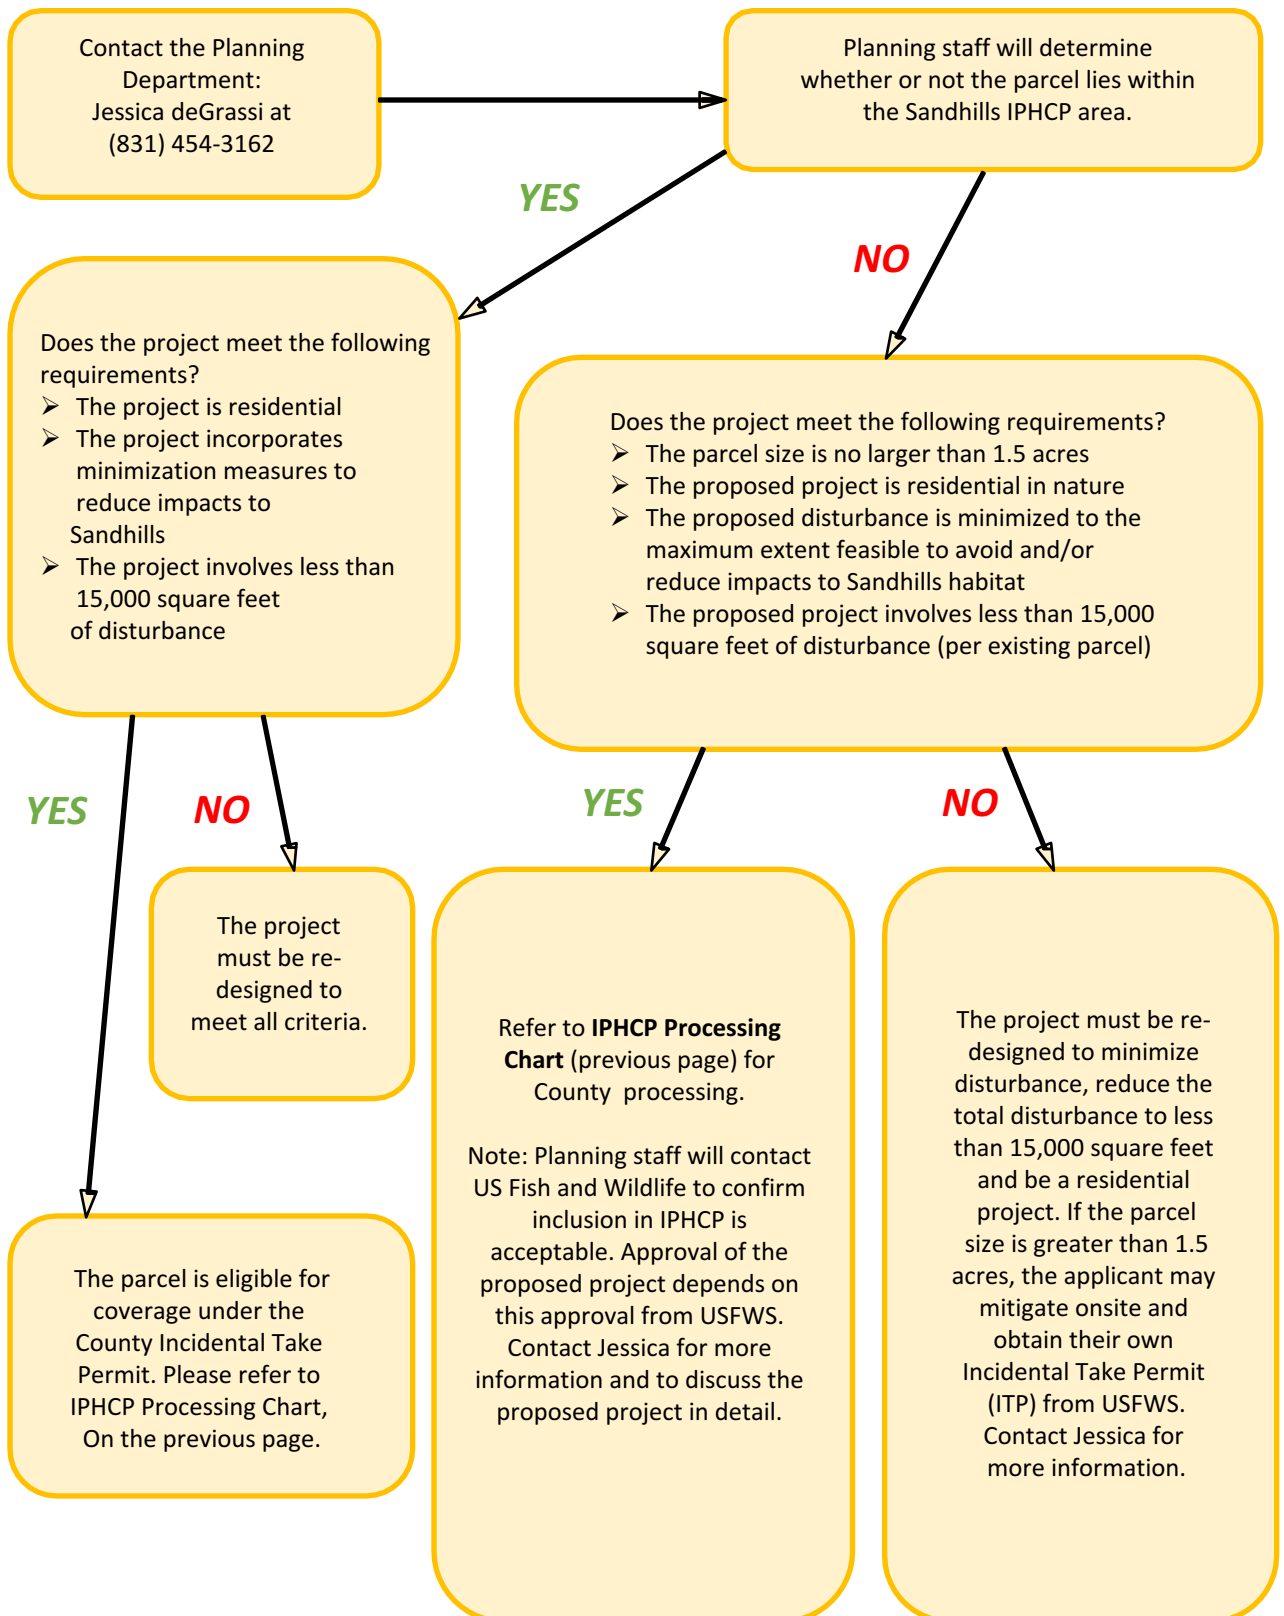 Contact the Planning
Department:
Jessica deGrassi at
(831) 454-3162
Planning staff will determine
whether or not the parcel lies within
the Sandhills IPHCP area.
YES
NO
Does the project meet the following
requirements?
➢ The project is residential
➢ The project incorporates
minimization measures to
reduce impacts to
Sandhills
➢ The project involves less than
15,000 square feet
of disturbance
Does the project meet the following requirements?
➢ The parcel size is no larger than 1.5 acres
➢ The proposed project is residential in nature
➢ The proposed disturbance is minimized to the
maximum extent feasible to avoid and/or
reduce impacts to Sandhills habitat
➢ The proposed project involves less than 15,000
square feet of disturbance (per existing parcel)
YES
NO
YES
NO
The project
must be re-
designed to
meet all criteria.
The parcel is eligible for
coverage under the
County Incidental Take
Permit. Please refer to
IPHCP Processing Chart,
On the previous page.
Refer to IPHCP Processing
Chart (previous page) for
County processing.
Note: Planning staff will contact
US Fish and Wildlife to confirm
inclusion in IPHCP is
acceptable. Approval of the
proposed project depends on
this approval from USFWS.
Contact Jessica for more
information and to discuss the
proposed project in detail.
The project must be re-
designed to minimize
disturbance, reduce the
total disturbance to less
than 15,000 square feet
and be a residential
project. If the parcel
size is greater than 1.5
acres, the applicant may
mitigate onsite and
obtain their own
Incidental Take Permit
(ITP) from USFWS.
Contact Jessica for
more information.